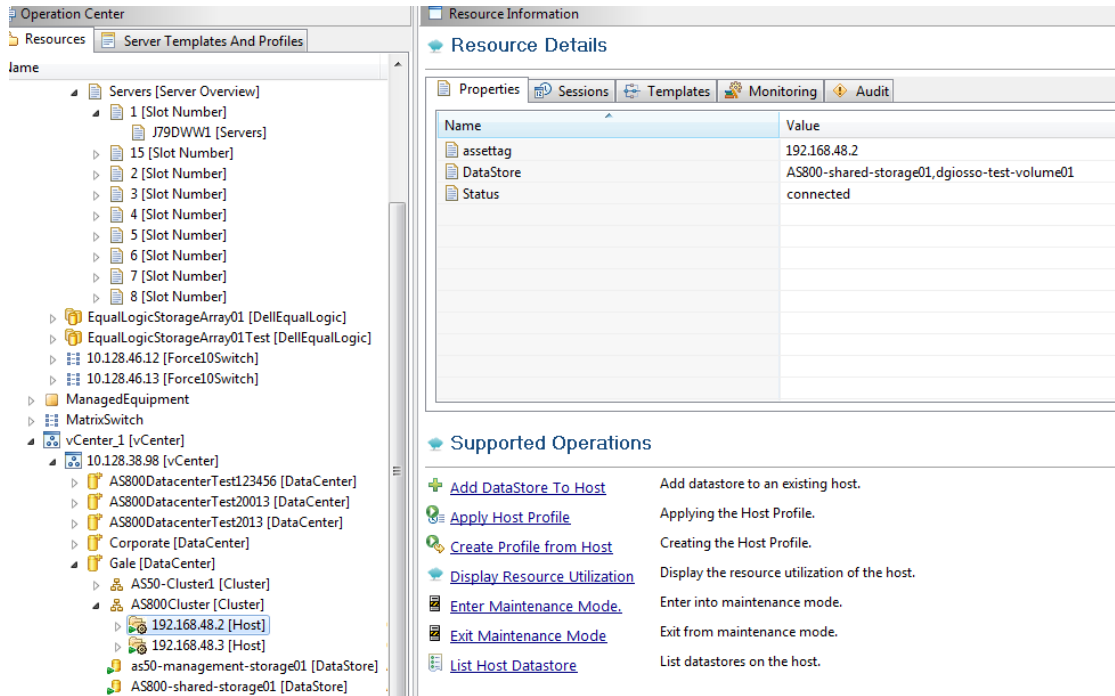 Operation Center
Resources
Server Templates And Profiles
Name
Servers [Server Overview]
1 [Slot Number]
J79DWW1 [Servers]
15 [Slot Number]
2 [Slot Number]
3 [Slot Number]
4 [Slot Number]
5 [Slot Number]
6 [Slot Number]
7 [Slot Number]
8 [Slot Number]
EqualLogicStorageArray01 [DellEqualLogic]
EqualLogicStorageArray01Test [DellEqualLogic]
10.128.46.12 [Force10Switch]
10.128.46.13 [Force10Switch]
ManagedEquipment
MatrixSwitch
vCenter_1 [vCenter]
10.128.38.98 [vCenter]
AS800DatacenterTest123456 [DataCenter]
AS800DatacenterTest20013 [DataCenter]
AS800DatacenterTest2013 [DataCenter]
Corporate [DataCenter]
Gale [DataCenter]
AS50-Cluster1 [Cluster]
AS800Cluster [Cluster]
192.168.48.2 [Host]
192.168.48.3 [Host]
as50-management-storage01 [DataStore]
AS800-shared-storage01 [DataStore]
Resource Information
Resource Details
Properties Sessions Templates Monitoring Audit
Name Value
assettag 192.168.48.2
DataStore AS800-shared-storage01,dgiosso-test-volume01
Status connected
Supported Operations
Add DataStore To Host Add datastore to an existing host.
Apply Host Profile Applying the Host Profile.
Create Profile from Host Creating the Host Profile.
Display Resource Utilization Display the resource utilization of the host.
Enter Maintenance Mode. Enter into maintenance mode.
Exit Maintenance Mode Exit from maintenance mode.
List Host Datastore List datastores on the host.